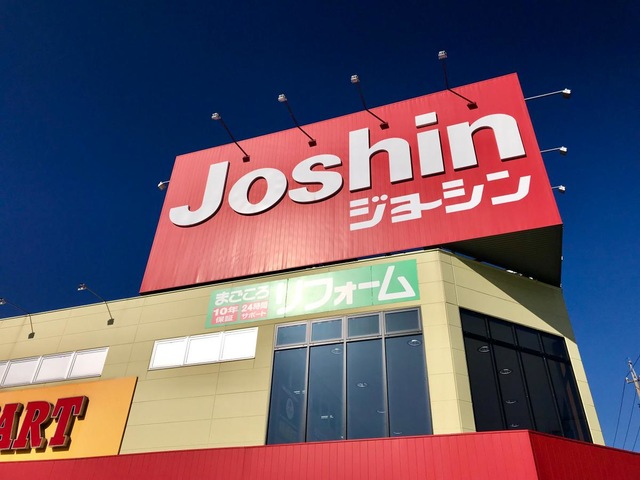 Joshin
ジョーシン
まごころ
リフォーム
10年
保証
24時間
サポート
ART